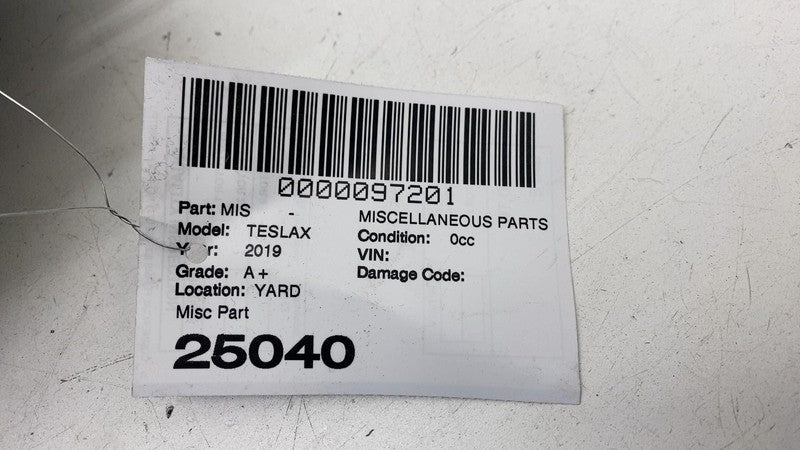 0000097201
Part: MIS - MISCELLANEOUS PARTS
Model: TESLAX Condition: 0cc
Y r: 2019 VIN:
Grade: A+ Damage Code:
Location: YARD
Misc Part
25040